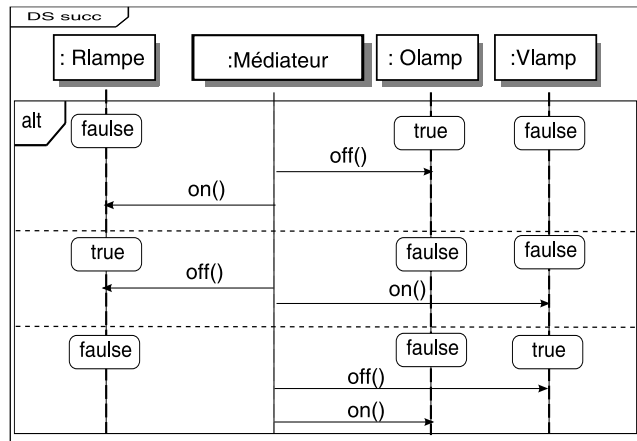 DS succ
: Rlampe
:Médiateur
: Olamp
:Vlamp
alt
faulse
true
faulse
off()
on()
true
faulse
faulse
off()
on()
faulse
faulse
true
off()
on()